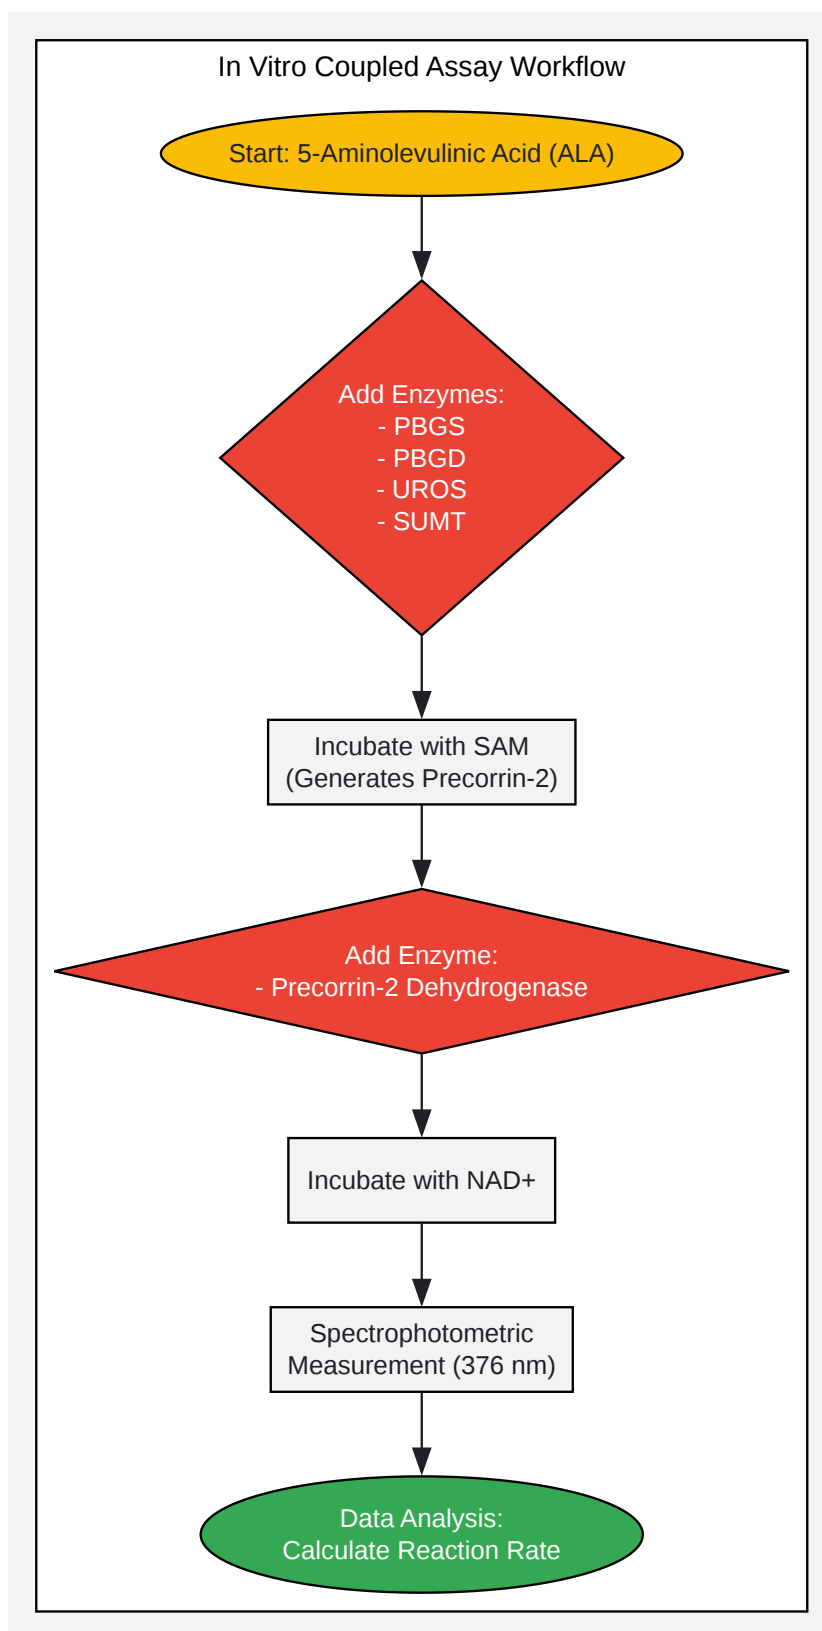 In Vitro Coupled Assay Workflow
Start: 5-Aminolevulinic Acid (ALA)
Add Enzymes:
- PBGS
- PBGD
- UROS
- SUMT
Incubate with SAM
(Generates Precorrin-2)
Add Enzyme:
- Precorrin-2 Dehydrogenase
Incubate with NAD+
Spectrophotometric
Measurement (376 nm)
Data Analysis:
Calculate Reaction Rate